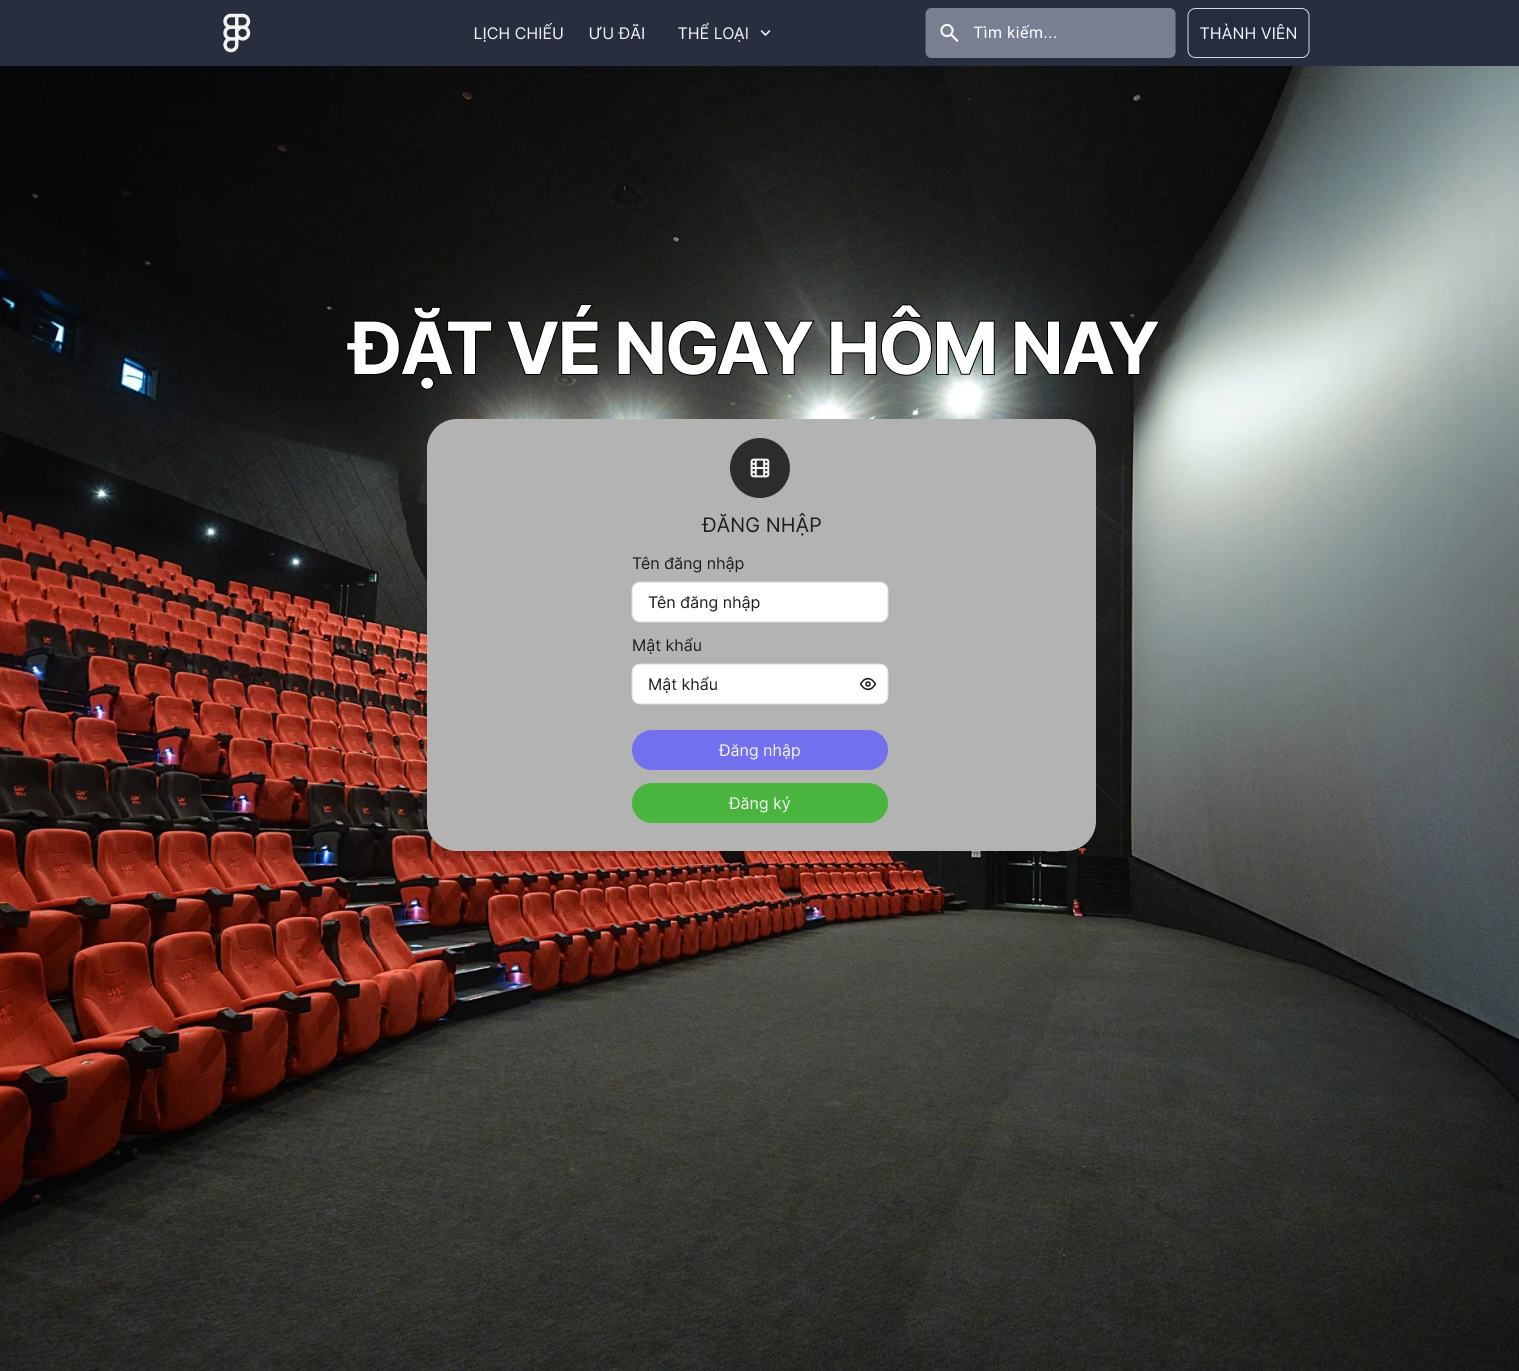 LỊCH CHIẾU
ƯU ĐÃI
THỂ LOẠI
Tìm kiếm...
THÀNH VIÊN
ĐẶT VÉ NGAY HÔM NAY
ĐĂNG NHẬP
Tên đăng nhập
Tên đăng nhập
Mật khẩu
Mật khẩu
Đăng nhập
Đăng ký